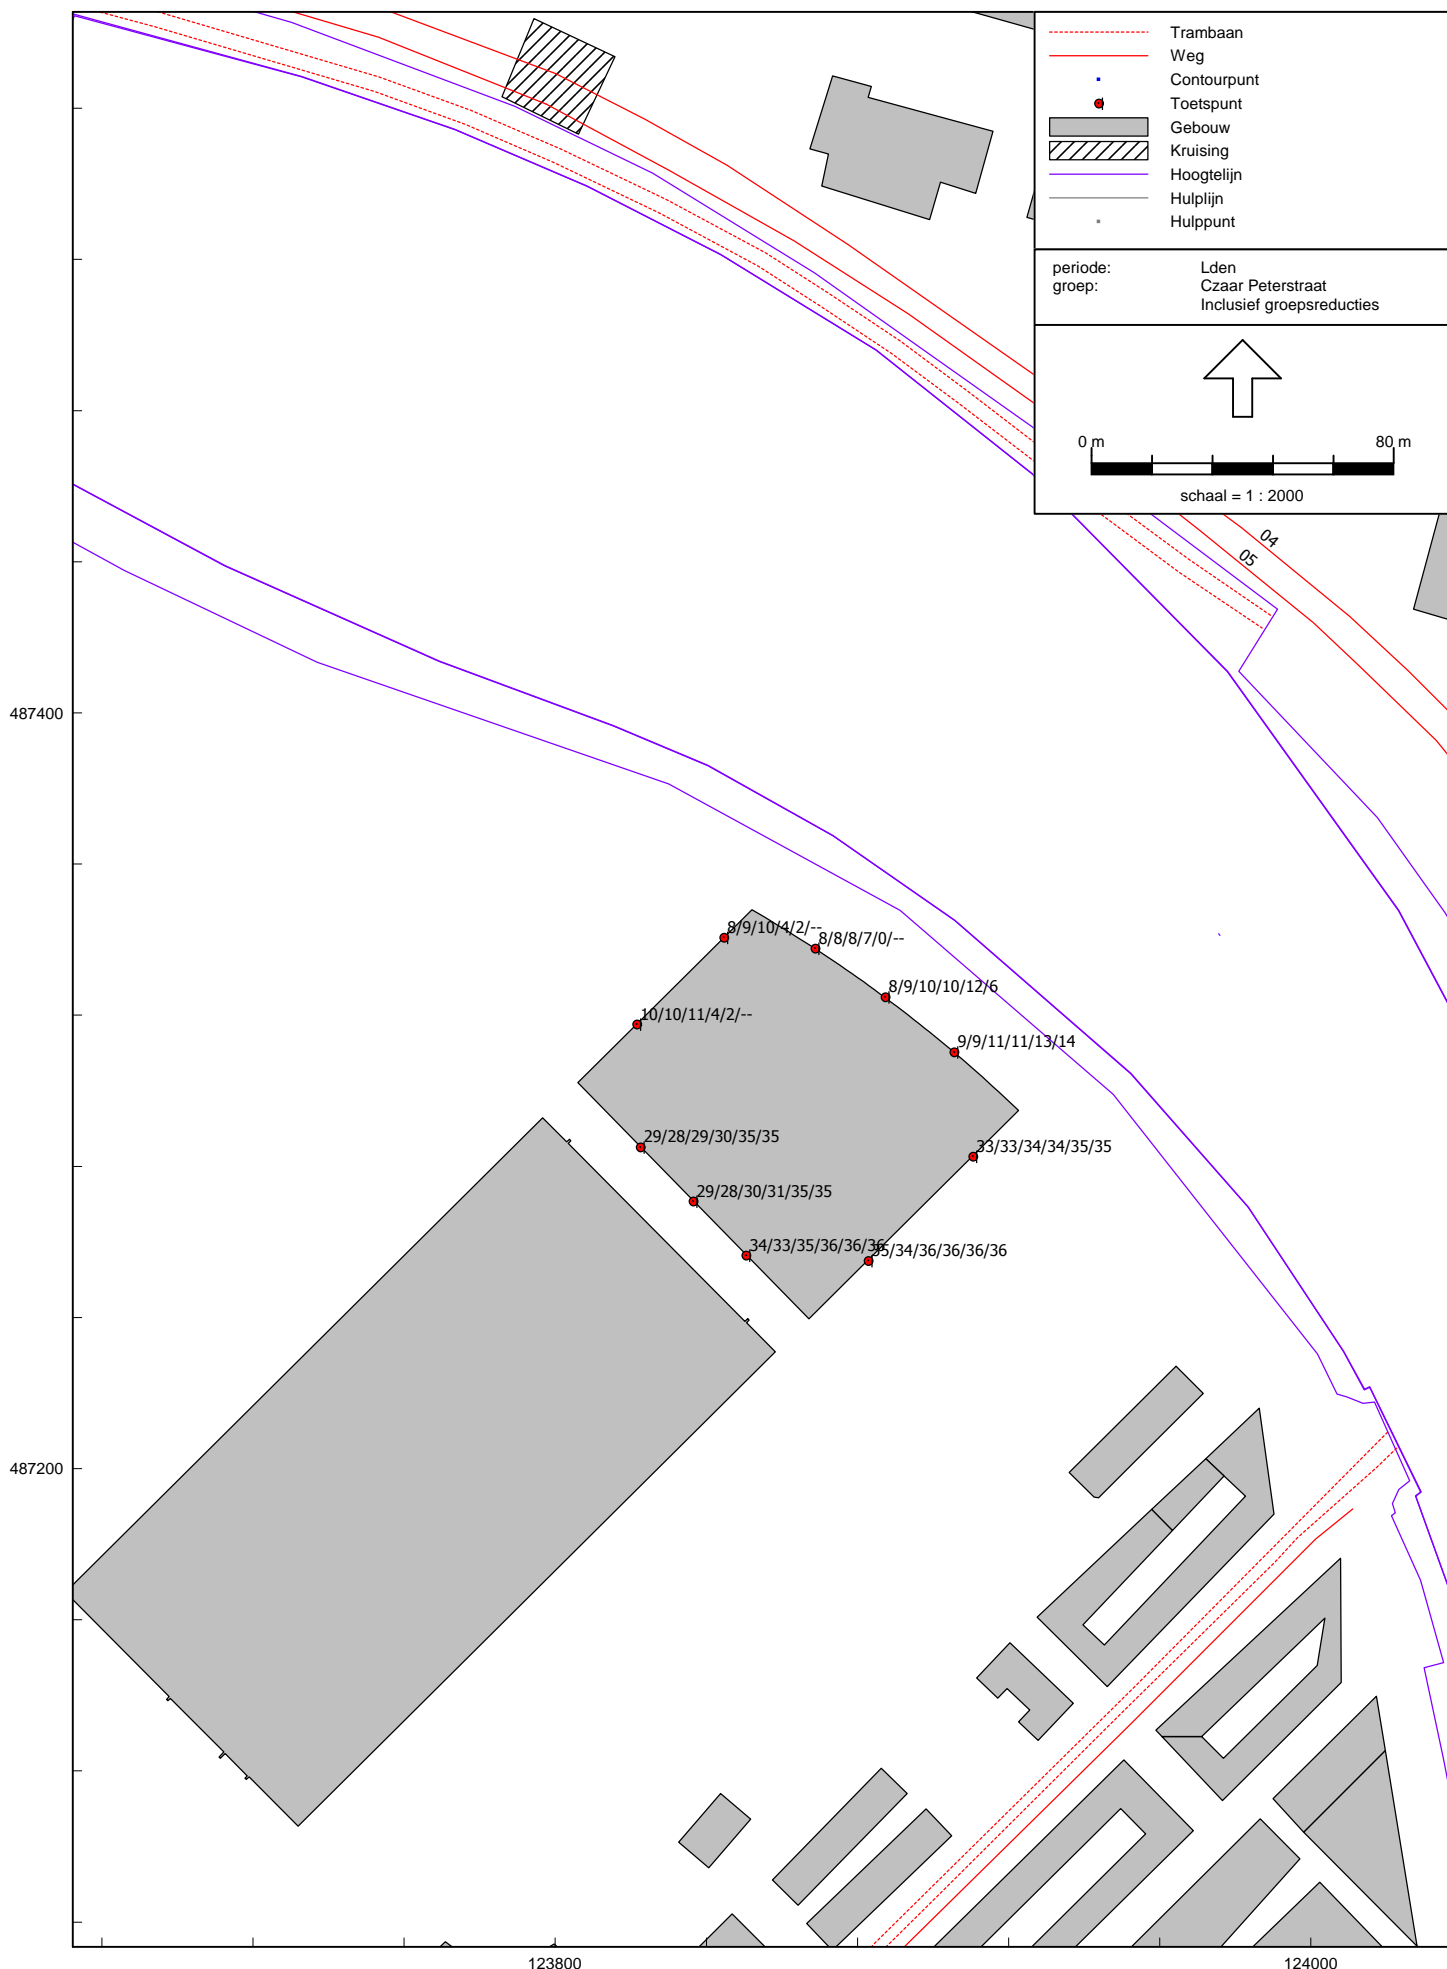 Trambaan
Weg
Contourpunt
Toetspunt
Gebouw
Kruising
Hoogtelijn
Hulplijn
Hulppunt
periode: Lden
groep: Czaar Peterstraat
Inclusief groepsreducties
0 m 80 m
schaal = 1 : 2000
04
05
487400
8/9/10/4/2/--
8/8/8/7/0/--
8/9/10/10/12/6
10/10/11/4/2/--
9/9/11/11/13/14
29/28/29/30/35/35
33/33/34/34/35/35
29/28/30/31/35/35
34/33/35/36/36/36
35/34/36/36/36/36
487200
123800 124000